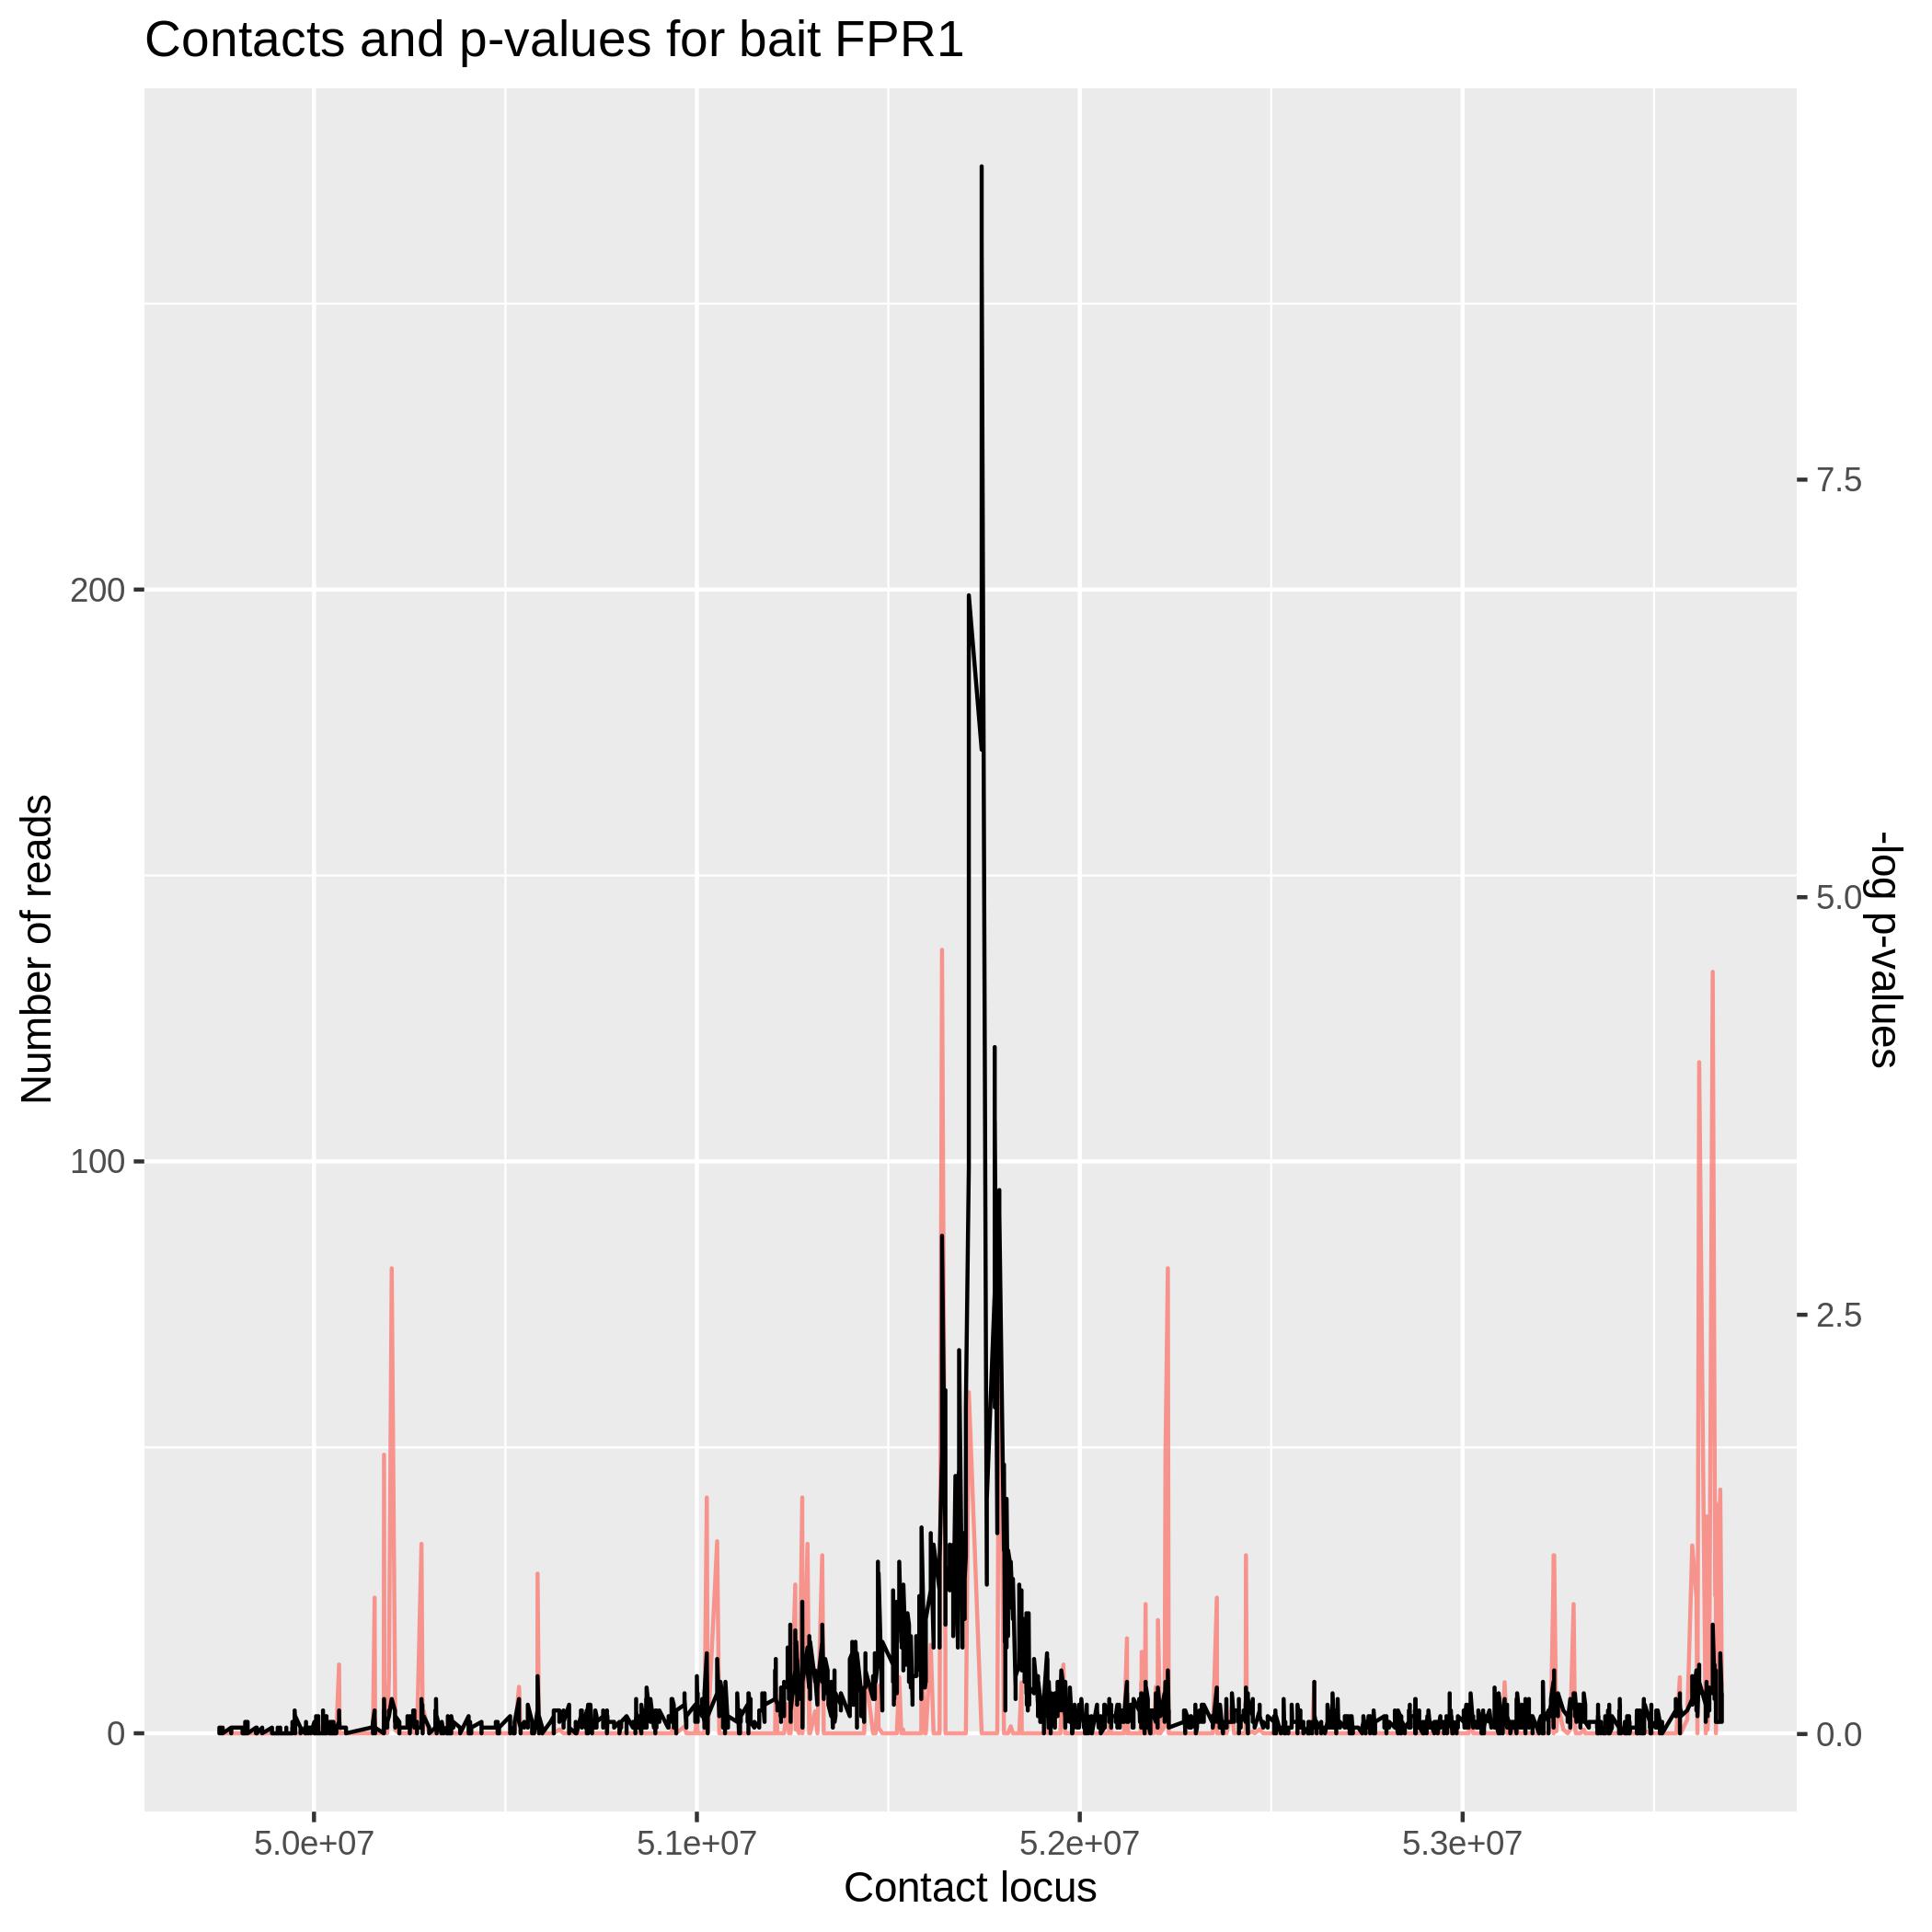 Contacts and p-values for bait FPR1
Number of reads
200
100
0
7.5
5.0
2.5
0.0
-log p-values
5.0e+07
5.1e+07
5.2e+07
5.3e+07
Contact locus